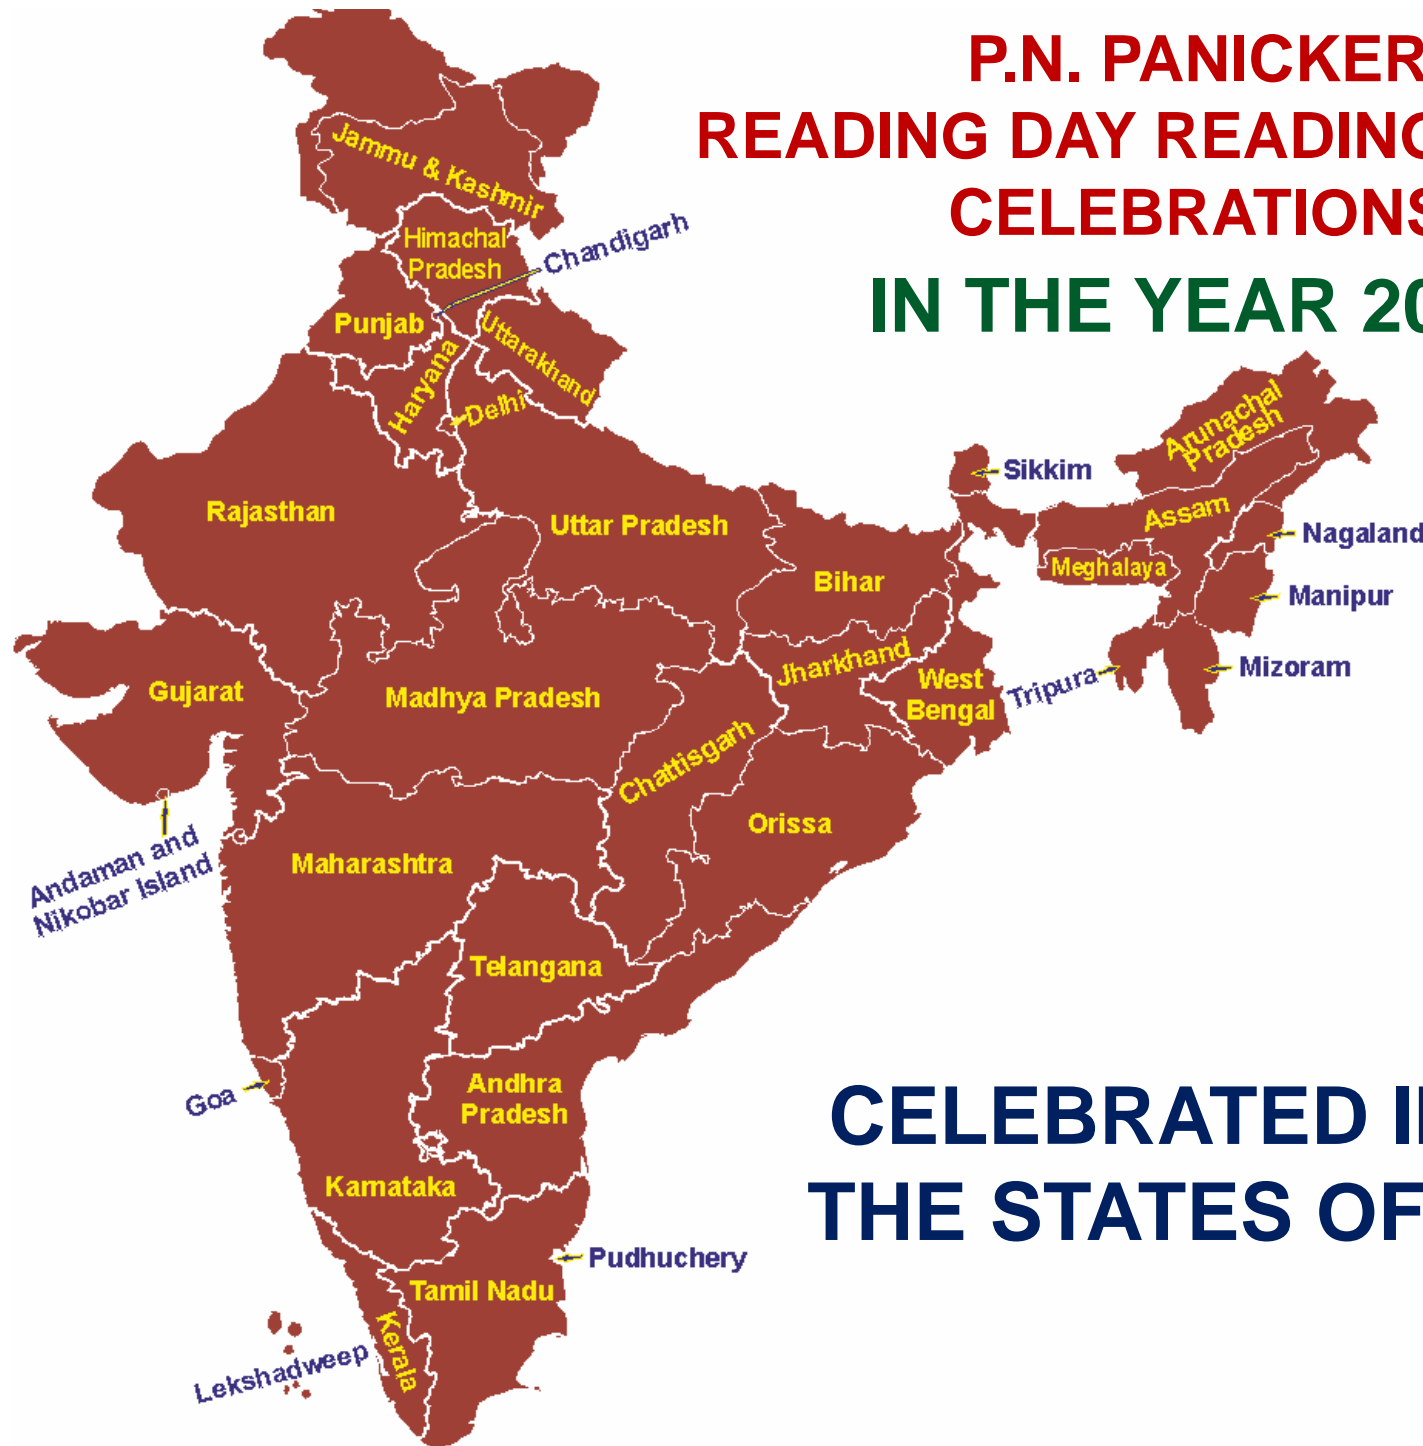 P.N. PANICKER
READING DAY READING
CELEBRATIONS
IN THE YEAR 20
Jammu & Kashmir
Himachal
Pradesh
Chandigarh
Punjab
Uttarakhand
Haryana
Delhi
Arunachal
Pradesh
Sikkim
Rajasthan
Uttar Pradesh
Assam
Nagaland
Bihar
Meghalaya
Manipur
Jharkhand
Mizoram
Gujarat
Madhya Pradesh
West
Bengal
Tripura
Chattisgarh
Orissa
Andaman and
Nikobar Island
Maharashtra
Telangana
Goa
Andhra
Pradesh
CELEBRATED I
THE STATES OF
Karnataka
Pudhuchery
Tamil Nadu
Kerala
Lekshadweep